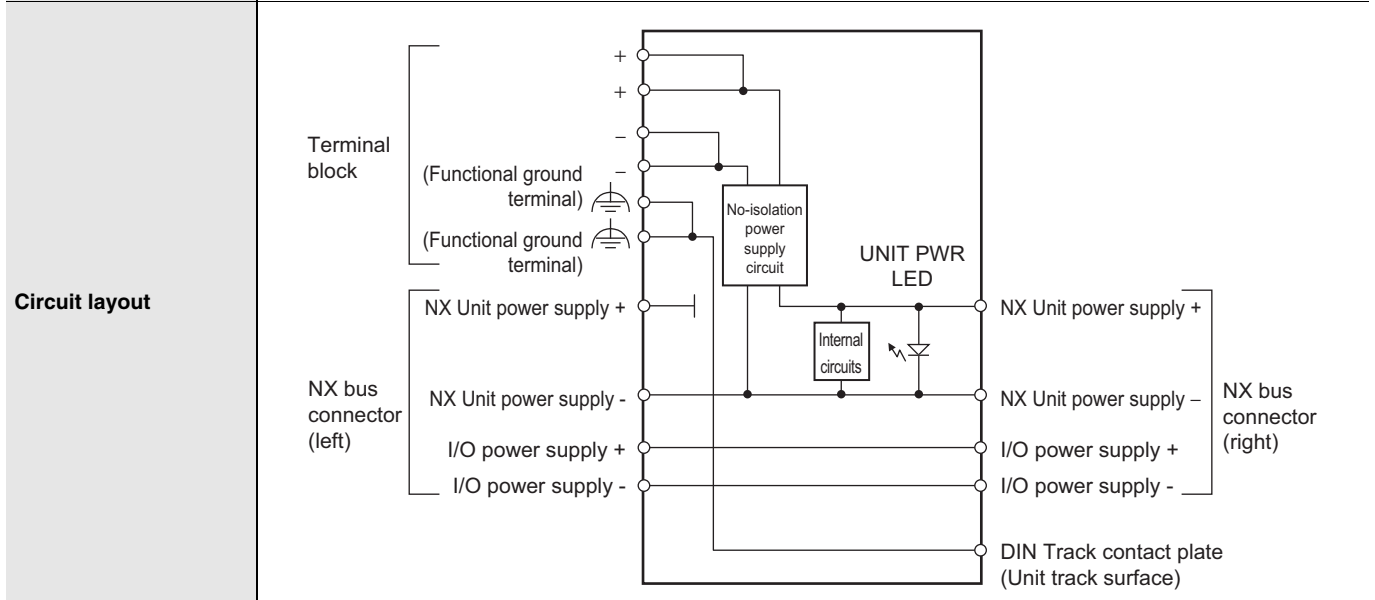 Circuit layout
Terminal
block
+
+
–
–
(Functional ground
terminal)
(Functional ground
terminal)
No-isolation
power
supply
circuit
UNIT PWR
LED
Internal
circuits
NX bus
connector
(left)
NX Unit power supply +
NX Unit power supply -
I/O power supply +
I/O power supply -
NX Unit power supply +
NX Unit power supply –
I/O power supply +
I/O power supply -
NX bus
connector
(right)
DIN Track contact plate
(Unit track surface)